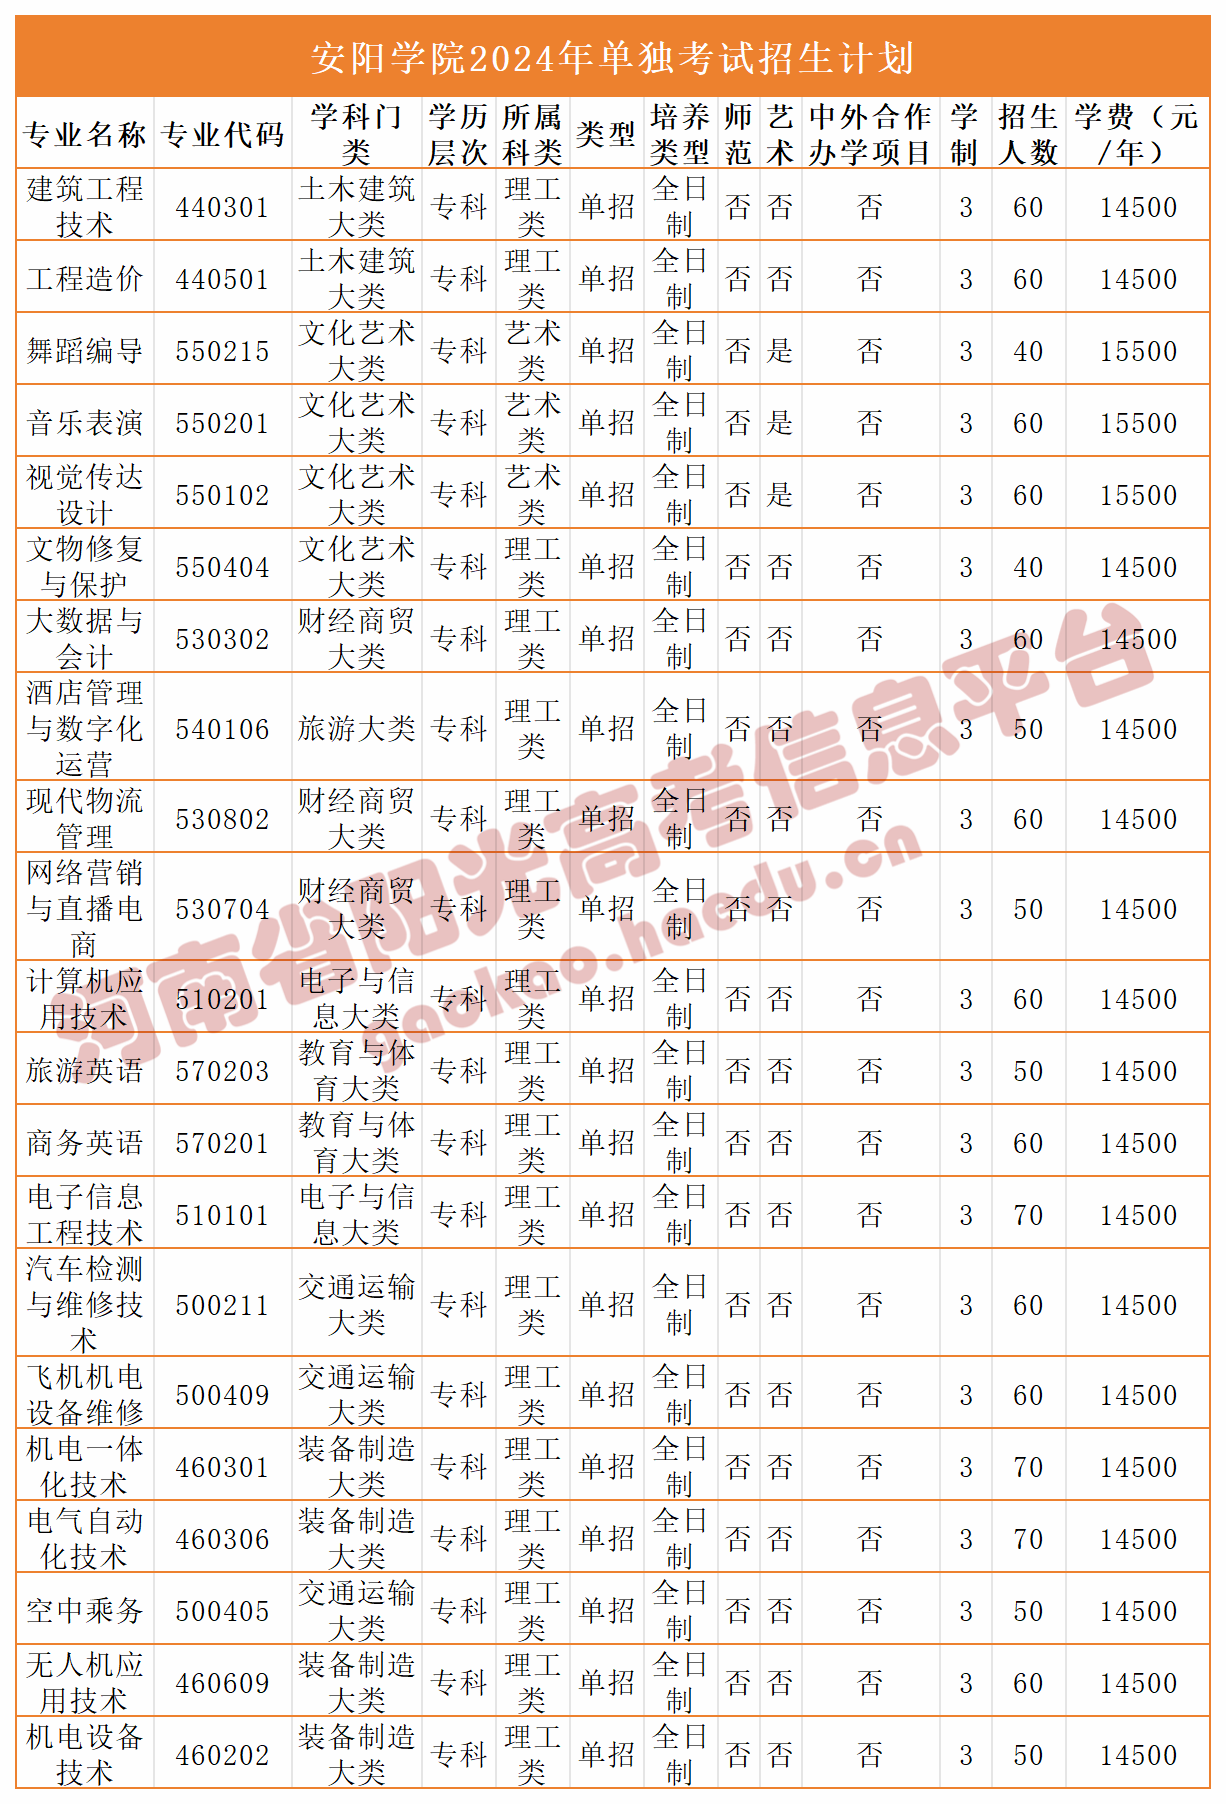 安阳学院2024年单独考试招生计划
专业名称 专业代码 学科门类 学历层次 所属科类 类型 培养类型 师范 艺术 中外合作办学项目 学制 招生人数 学费（元/年）
建筑工程技术 440301 土木建筑大类 专科 理工类 单招 全日制 否 否 否 3 60 14500
工程造价 440501 土木建筑大类 专科 理工类 单招 全日制 否 否 否 3 60 14500
舞蹈编导 550215 文化艺术大类 专科 艺术类 单招 全日制 否 是 否 3 40 15500
音乐表演 550201 文化艺术大类 专科 艺术类 单招 全日制 否 是 否 3 60 15500
视觉传达设计 550102 文化艺术大类 专科 艺术类 单招 全日制 否 是 否 3 60 15500
文物修复与保护 550404 文化艺术大类 专科 理工类 单招 全日制 否 否 否 3 40 14500
大数据与会计 530302 财经商贸大类 专科 理工类 单招 全日制 否 否 否 3 60 14500
酒店管理与数字化运营 540106 旅游大类 专科 理工类 单招 全日制 否 否 否 3 50 14500
现代物流管理 530802 财经商贸大类 专科 理工类 单招 全日制 否 否 否 3 60 14500
网络营销与直播电商 530704 财经商贸大类 专科 理工类 单招 全日制 否 否 否 3 50 14500
计算机应用技术 510201 电子与信息大类 专科 理工类 单招 全日制 否 否 否 3 60 14500
旅游英语 570203 教育与体育大类 专科 理工类 单招 全日制 否 否 否 3 50 14500
商务英语 570201 教育与体育大类 专科 理工类 单招 全日制 否 否 否 3 60 14500
电子信息工程技术 510101 电子与信息大类 专科 理工类 单招 全日制 否 否 否 3 70 14500
汽车检测与维修技术 500211 交通运输大类 专科 理工类 单招 全日制 否 否 否 3 60 14500
飞机机电设备维修 500409 交通运输大类 专科 理工类 单招 全日制 否 否 否 3 60 14500
机电一体化技术 460301 装备制造大类 专科 理工类 单招 全日制 否 否 否 3 70 14500
电气自动化技术 460306 装备制造大类 专科 理工类 单招 全日制 否 否 否 3 70 14500
空中乘务 500405 交通运输大类 专科 理工类 单招 全日制 否 否 否 3 50 14500
无人机应用技术 460609 装备制造大类 专科 理工类 单招 全日制 否 否 否 3 60 14500
机电设备技术 460202 装备制造大类 专科 理工类 单招 全日制 否 否 否 3 50 14500
河南省阳光高考信息平台
gaokao.haedu.cn